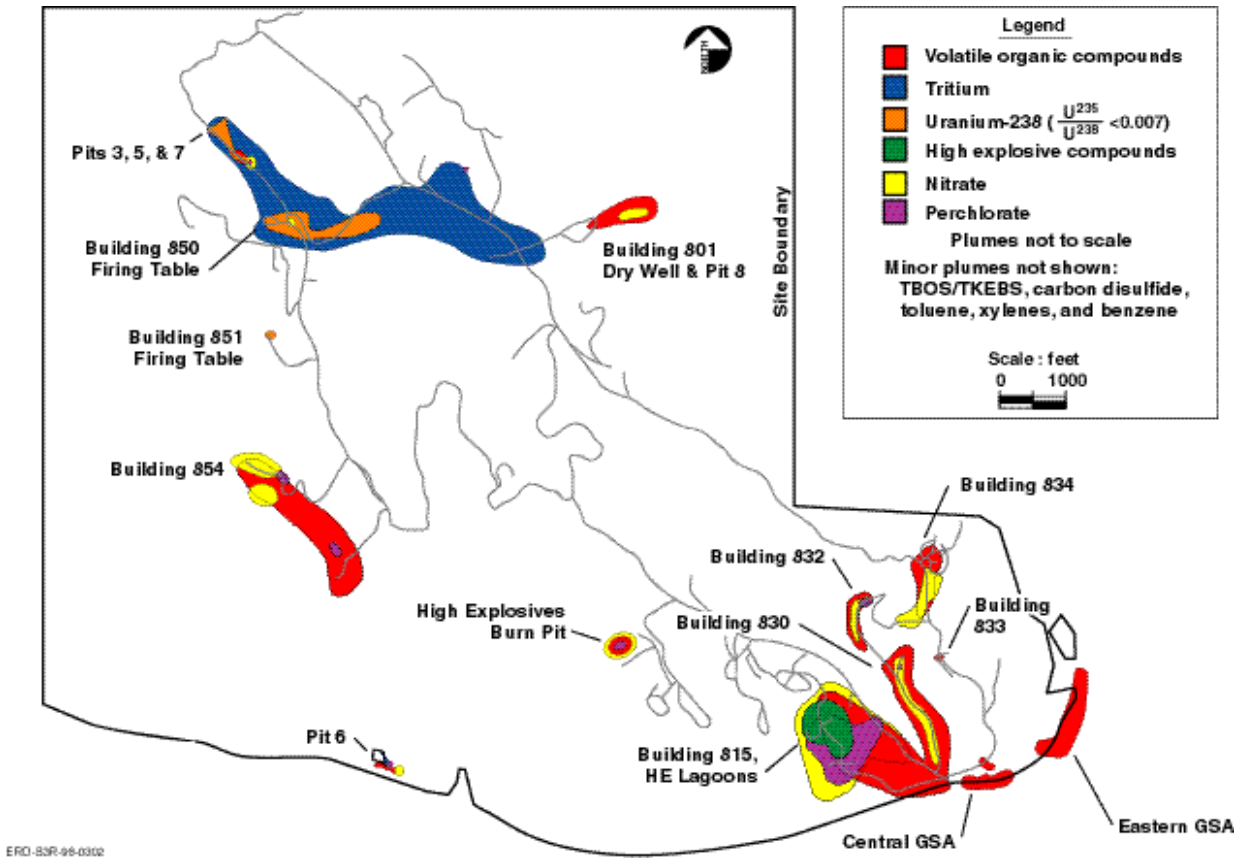 NORTH
Legend
Volatile organic compounds
Tritium
Uranium-238 ( U235 / U238 <0.007)
High explosive compounds
Nitrate
Perchlorate
Plumes not to scale
Minor plumes not shown:
TBOS/TKEBS, carbon disulfide,
toluene, xylenes, and benzene
Scale : feet
0 1000
Pits 3, 5, & 7
Building 850
Firing Table
Building 801
Dry Well & Pit 8
Site Boundary
Building 851
Firing Table
Building 854
Building 834
Building 832
High Explosives
Burn Pit
Building 830
Building
833
Pit 6
Building 815,
HE Lagoons
Central GSA
Eastern GSA
ERD-S3R-98-0302